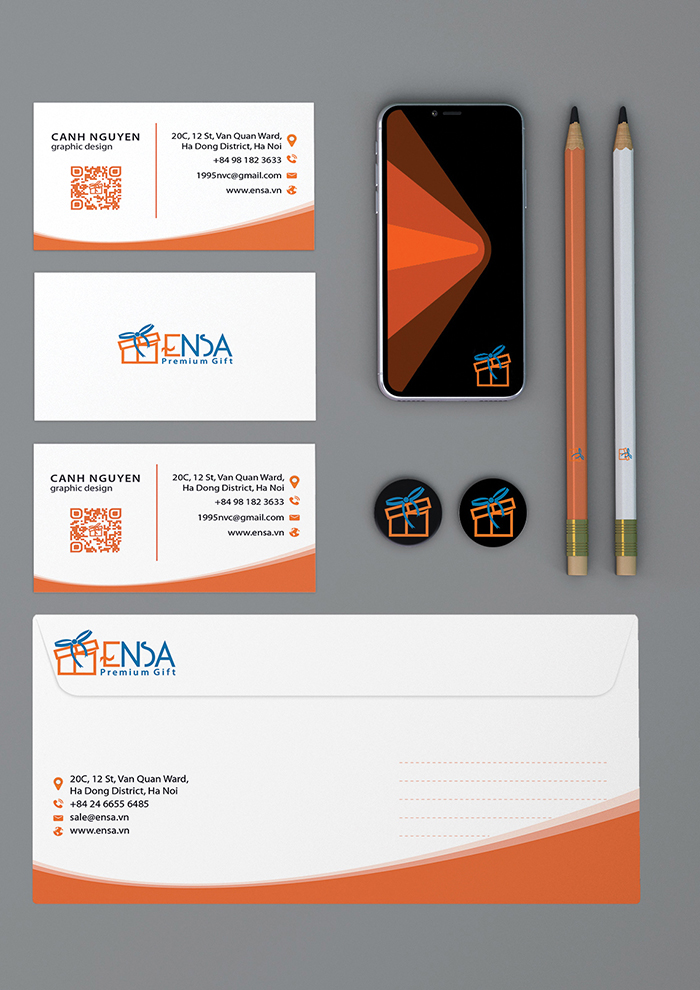 CANH NGUYEN
graphic design
20C, 12 St, Van Quan Ward,
Ha Dong District, Ha Noi
+84 98 182 3633
1995nvc@gmail.com
www.ensa.vn
ENSA
Premium Gift
CANH NGUYEN
graphic design
20C, 12 St, Van Quan Ward,
Ha Dong District, Ha Noi
+84 98 182 3633
1995nvc@gmail.com
www.ensa.vn
ENSA
Premium Gift
20C, 12 St, Van Quan Ward,
Ha Dong District, Ha Noi
+84 24 6655 6485
sale@ensa.vn
www.ensa.vn